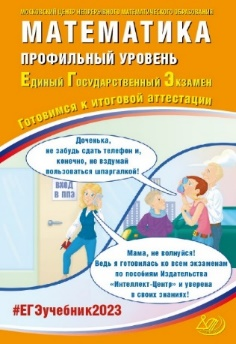 МОСКОВСКИЙ ЦЕНТР НЕПРЕРЫВНОГО МАТЕМАТИЧЕСКОГО ОБРАЗОВАНИЯ
МАТЕМАТИКА
ПРОФИЛЬНЫЙ УРОВЕНЬ
ЕДИНЫЙ ГОСУДАРСТВЕННЫЙ ЭКЗАМЕН
Готовимся к итоговой аттестации
Доченька,
не забудь сдать телефон и,
конечно, не вздумай
пользоваться шпаргалкой!
ВХОД
В ППЭ
Мама, не волнуйся!
Ведь я готовилась ко всем экзаменам
по пособиям Издательства
«Интеллект-Центр» и уверена
в своих знаниях!
#ЕГЭучебник2023